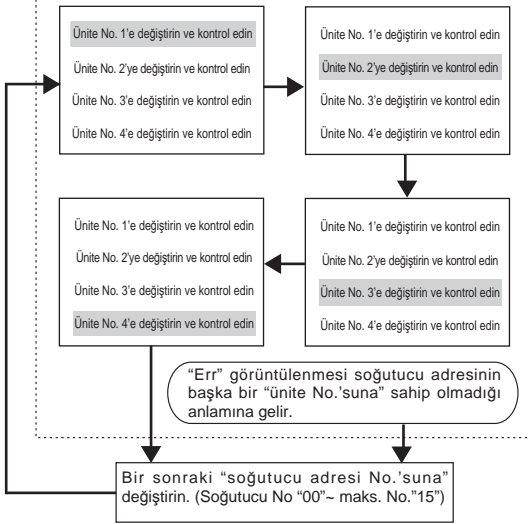 Ünite No. 1'e değiştirin ve kontrol edin
Ünite No. 2'ye değiştirin ve kontrol edin
Ünite No. 3'e değiştirin ve kontrol edin
Ünite No. 4'e değiştirin ve kontrol edin
Ünite No. 1'e değiştirin ve kontrol edin
Ünite No. 2'ye değiştirin ve kontrol edin
Ünite No. 3'e değiştirin ve kontrol edin
Ünite No. 4'e değiştirin ve kontrol edin
Ünite No. 1'e değiştirin ve kontrol edin
Ünite No. 2'ye değiştirin ve kontrol edin
Ünite No. 3'e değiştirin ve kontrol edin
Ünite No. 4'e değiştirin ve kontrol edin
Ünite No. 1'e değiştirin ve kontrol edin
Ünite No. 2'ye değiştirin ve kontrol edin
Ünite No. 3'e değiştirin ve kontrol edin
Ünite No. 4'e değiştirin ve kontrol edin
“Err” görüntülenmesi soğutucu adresinin
başka bir “ünite No.'suna” sahip olmadığı
anlamına gelir.
Bir sonraki “soğutucu adresi No.'suna”
değiştirin. (Soğutucu No “00”~ maks. No.”15”)